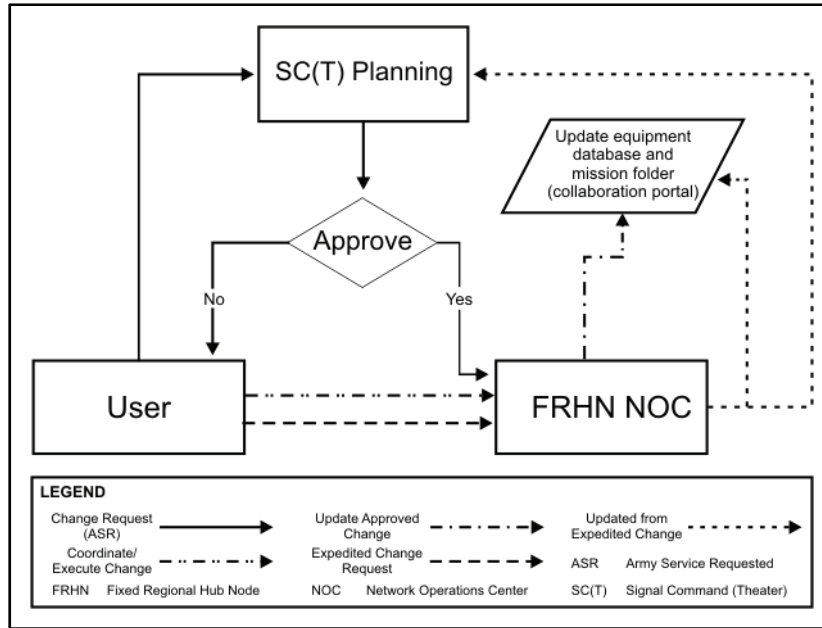 SC(T) Planning
Update equipment
database and
mission folder
(collaboration portal)
Approve
No
Yes
User
FRHN NOC
LEGEND
Change Request
(ASR)
Update Approved
Change
Updated from
Expedited Change
Coordinate/
Execute Change
Expedited Change
Request
ASR Army Service Requested
FRHN Fixed Regional Hub Node
NOC Network Operations Center
SC(T) Signal Command (Theater)